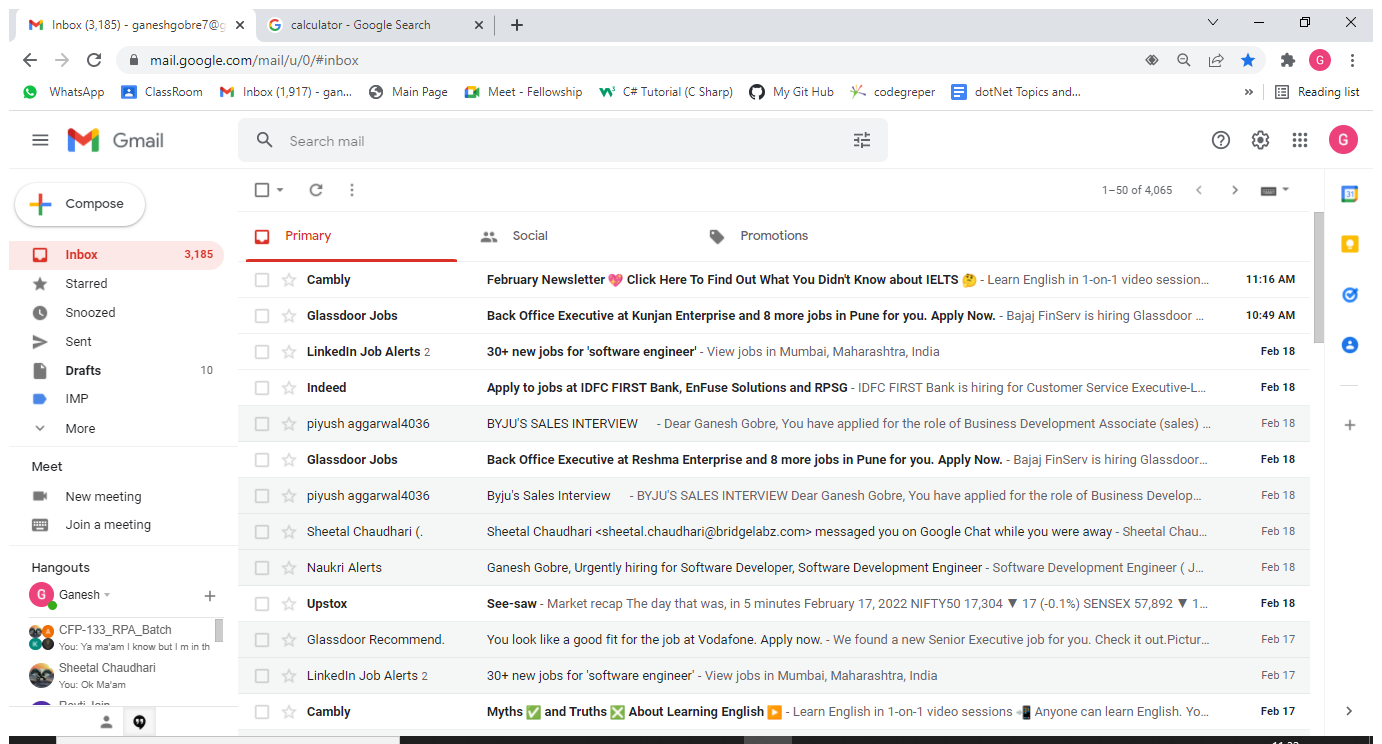 Inbox (3,185) - ganeshgobre7@g
calculator - Google Search
mail.google.com/mail/u/0/#inbox
G
WhatsApp ClassRoom Inbox (1,917) - gan... Main Page Meet - Fellowship C# Tutorial (C Sharp) My Git Hub codegreper dotNet Topics and... » Reading list
Gmail
Search mail
G
Compose
1–50 of 4,065
Inbox 3,185
Starred
Snoozed
Sent
Drafts 10
IMP
More
Meet
New meeting
Join a meeting
Hangouts
G Ganesh
CFP-133_RPA_Batch
You: Ya ma'am I know but I m in th
Sheetal Chaudhari
You: Ok Ma'am
Primary Social Promotions
Cambly February Newsletter 💖 Click Here To Find Out What You Didn't Know about IELTS 🤔 - Learn English in 1-on-1 video session... 11:16 AM
Glassdoor Jobs Back Office Executive at Kunjan Enterprise and 8 more jobs in Pune for you. Apply Now. - Bajaj FinServ is hiring Glassdoor ... 10:49 AM
LinkedIn Job Alerts 2 30+ new jobs for 'software engineer' - View jobs in Mumbai, Maharashtra, India Feb 18
Indeed Apply to jobs at IDFC FIRST Bank, EnFuse Solutions and RPSG - IDFC FIRST Bank is hiring for Customer Service Executive-L... Feb 18
piyush aggarwal4036 BYJU'S SALES INTERVIEW - Dear Ganesh Gobre, You have applied for the role of Business Development Associate (sales) ... Feb 18
Glassdoor Jobs Back Office Executive at Reshma Enterprise and 8 more jobs in Pune for you. Apply Now. - Bajaj FinServ is hiring Glassdoor... Feb 18
piyush aggarwal4036 Byju's Sales Interview - BYJU'S SALES INTERVIEW Dear Ganesh Gobre, You have applied for the role of Business Develop... Feb 18
Sheetal Chaudhari (. Sheetal Chaudhari <sheetal.chaudhari@bridgelabz.com> messaged you on Google Chat while you were away - Sheetal Chau... Feb 18
Naukri Alerts Ganesh Gobre, Urgently hiring for Software Developer, Software Development Engineer - Software Development Engineer ( J... Feb 18
Upstox See-saw - Market recap The day that was, in 5 minutes February 17, 2022 NIFTY50 17,304 ▼ 17 (-0.1%) SENSEX 57,892 ▼ 1... Feb 18
Glassdoor Recommend. You look like a good fit for the job at Vodafone. Apply now. - We found a new Senior Executive job for you. Check it out.Pictur... Feb 17
LinkedIn Job Alerts 2 30+ new jobs for 'software engineer' - View jobs in Mumbai, Maharashtra, India Feb 17
Cambly Myths ✅ and Truths ❎ About Learning English ▶️ - Learn English in 1-on-1 video sessions 📲 Anyone can learn English. Yo... Feb 17
31